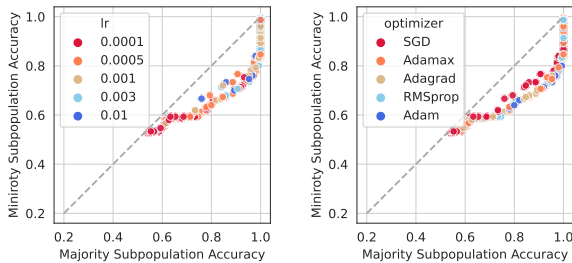 1.0
0.8
0.6
0.4
0.2
Miniroty Subpopulation Accuracy
lr
0.0001
0.0005
0.001
0.003
0.01
0.2 0.4 0.6 0.8 1.0
Majority Subpopulation Accuracy
1.0
0.8
0.6
0.4
0.2
Miniroty Subpopulation Accuracy
optimizer
SGD
Adamax
Adagrad
RMSprop
Adam
0.2 0.4 0.6 0.8 1.0
Majority Subpopulation Accuracy